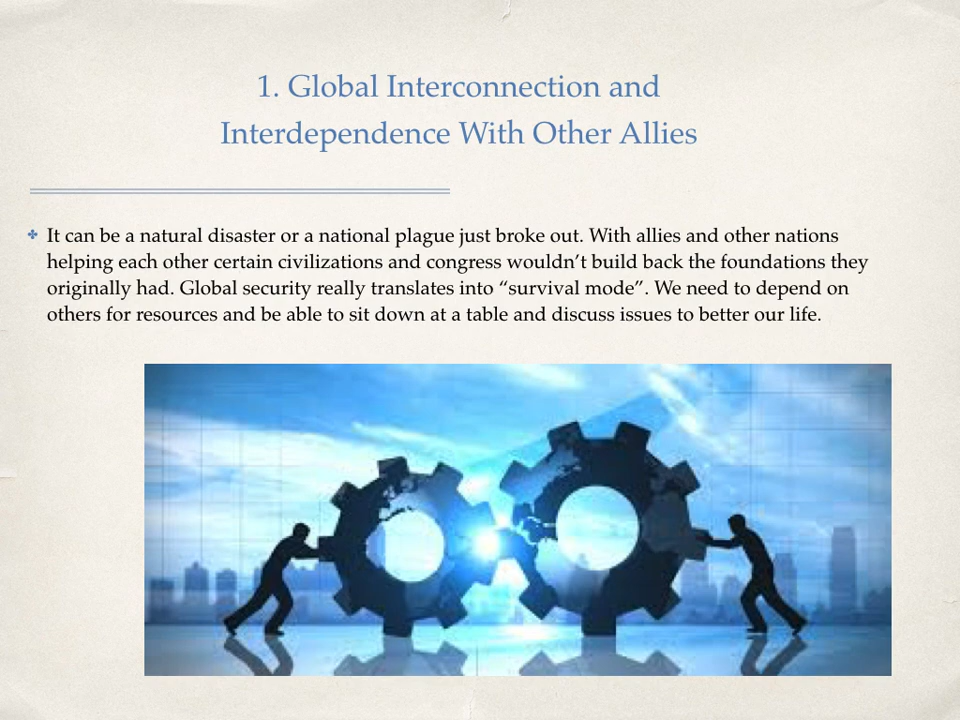 1. Global Interconnection and
Interdependence With Other Allies
It can be a natural disaster or a national plague just broke out. With allies and other nations
helping each other certain civilizations and congress wouldn’t build back the foundations they
originally had. Global security really translates into “survival mode”. We need to depend on
others for resources and be able to sit down at a table and discuss issues to better our life.